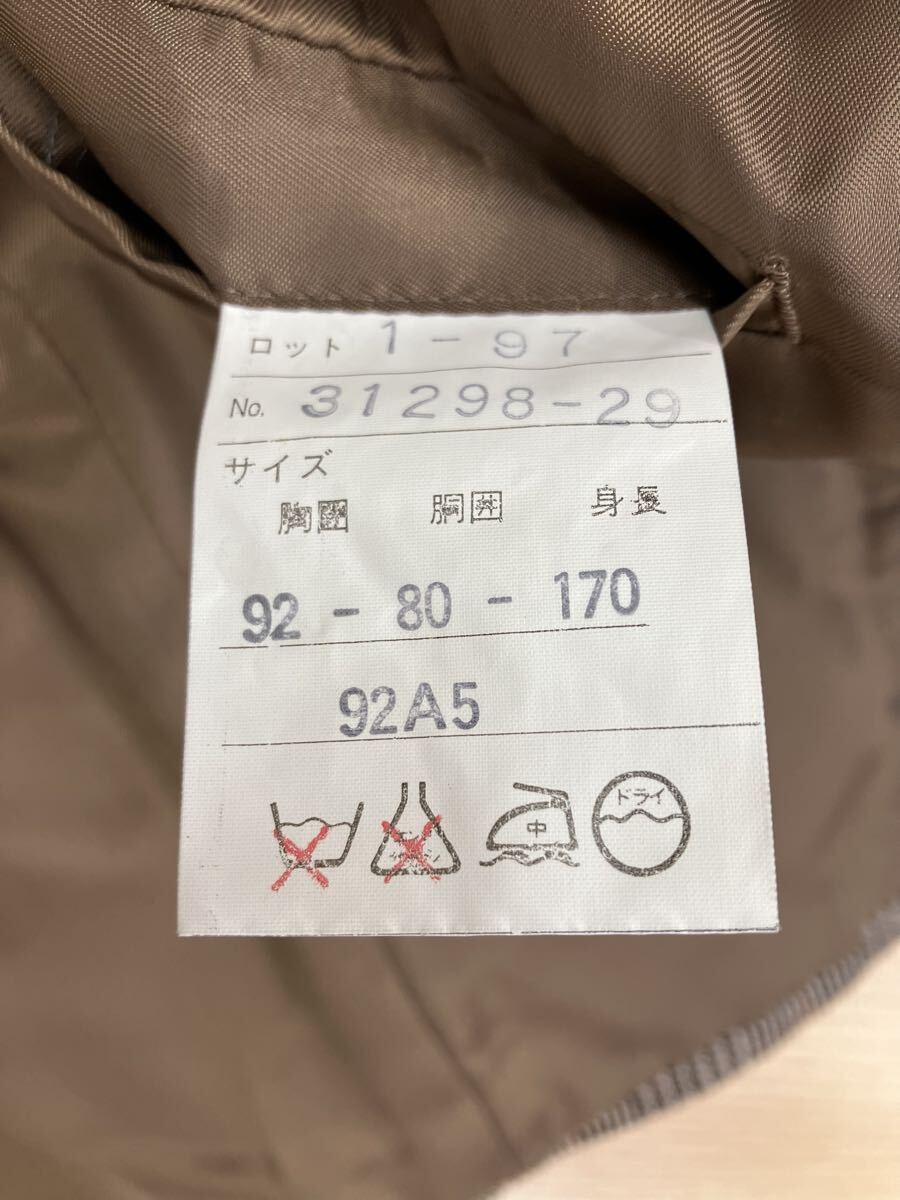 ロット 1-97
No. 31298-29
サイズ
胸囲 胴囲 身長
92 - 80 - 170
92A5
中 ドライ